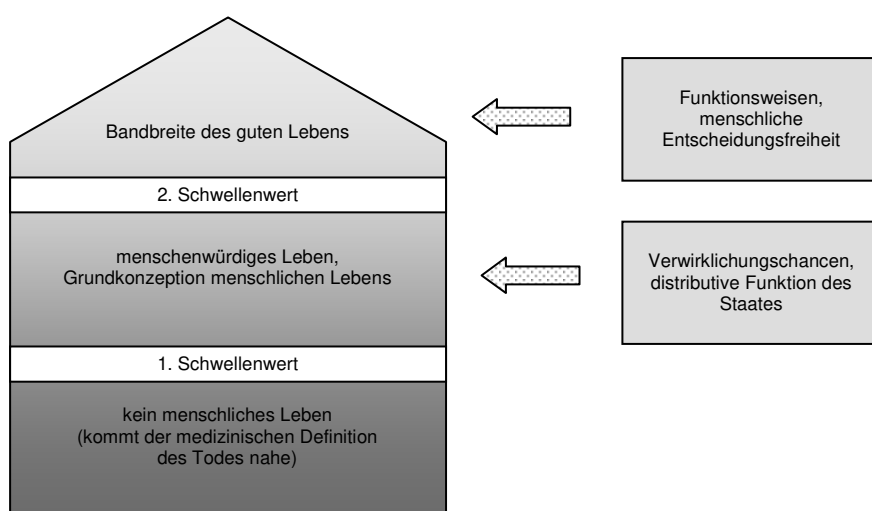 Bandbreite des guten Lebens
2. Schwellenwert
menschenwürdiges Leben,
Grundkonzeption menschlichen Lebens
1. Schwellenwert
kein menschliches Leben
(kommt der medizinischen Definition
des Todes nahe)
Funktionsweisen,
menschliche
Entscheidungsfreiheit
Verwirklichungschancen,
distributive Funktion des
Staates